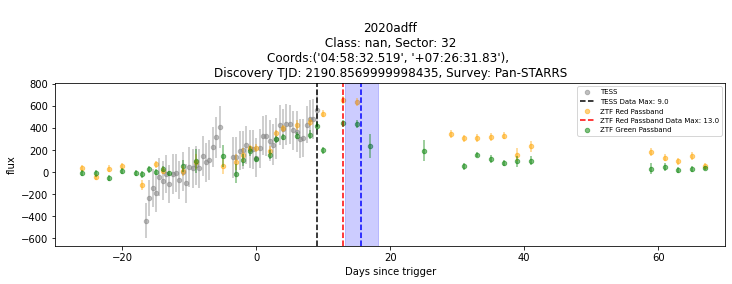 2020adff
Class: nan, Sector: 32
Coords:('04:58:32.519', '+07:26:31.83'),
Discovery TJD: 2190.8569999998435, Survey: Pan-STARRS
800
600
400
200
0
−200
−400
−600
flux
TESS
TESS Data Max: 9.0
ZTF Red Passband
ZTF Red Passband Data Max: 13.0
ZTF Green Passband
−20
0
20
40
60
Days since trigger